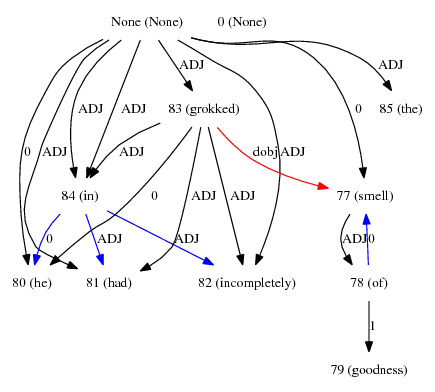 None (None) 0 (None)
ADJ ADJ
83 (grokked) 85 (the)
ADJ ADJ 0
0 ADJ ADJ dobj ADJ
84 (in) 0 ADJ ADJ 77 (smell)
0 ADJ ADJ ADJ 0
80 (he) 81 (had) 82 (incompletely) 78 (of)
1
79 (goodness)